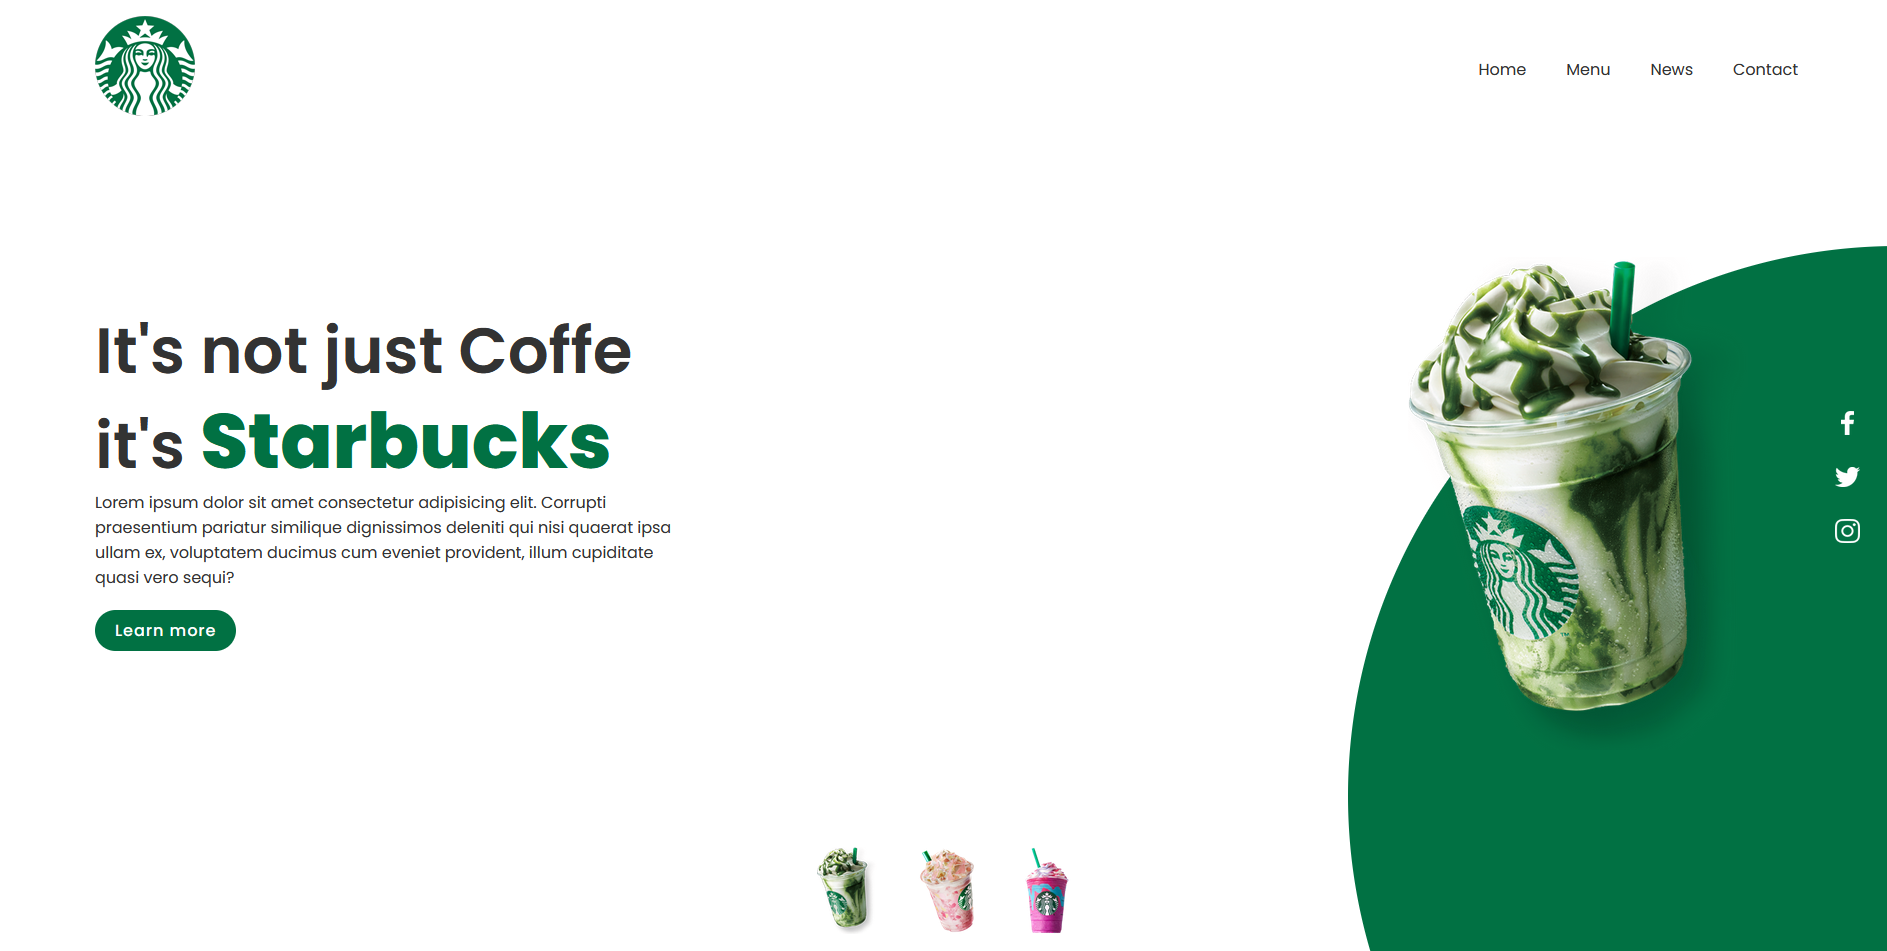 Home Menu News Contact
It's not just Coffe
it's Starbucks
Lorem ipsum dolor sit amet consectetur adipisicing elit. Corrupti
praesentium pariatur similique dignissimos deleniti qui nisi quaerat ipsa
ullam ex, voluptatem ducimus cum eveniet provident, illum cupiditate
quasi vero sequi?
Learn more